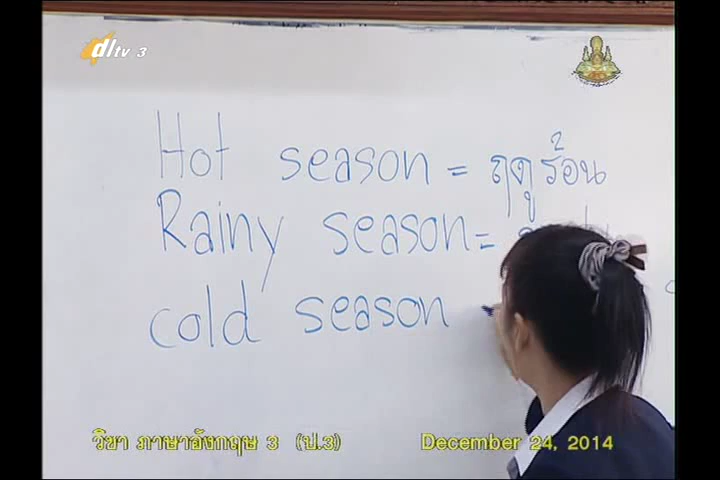 dltv 3
Hot season = ฤดูร้อน
Rainy season =
cold season
วิชา ภาษาอังกฤษ 3 (ป.3)
December 24, 2014